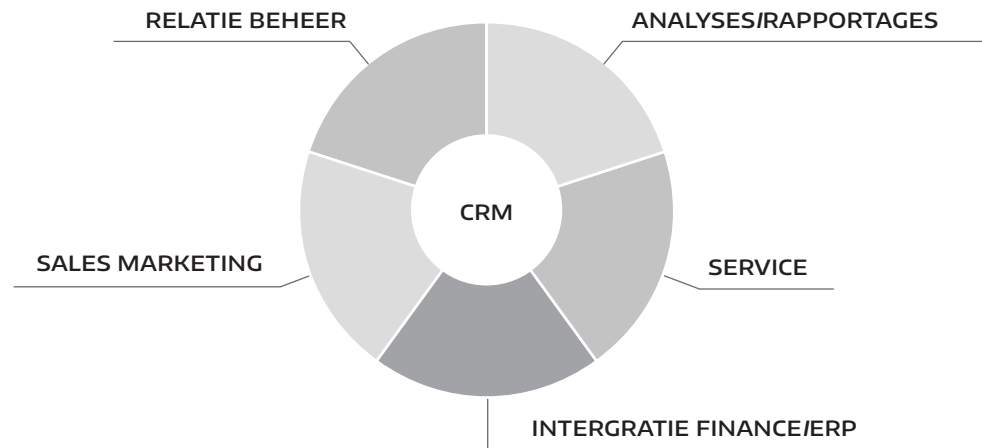 RELATIE BEHEER
ANALYSES/RAPPORTAGES
CRM
SALES MARKETING
SERVICE
INTERGRATIE FINANCE/ERP